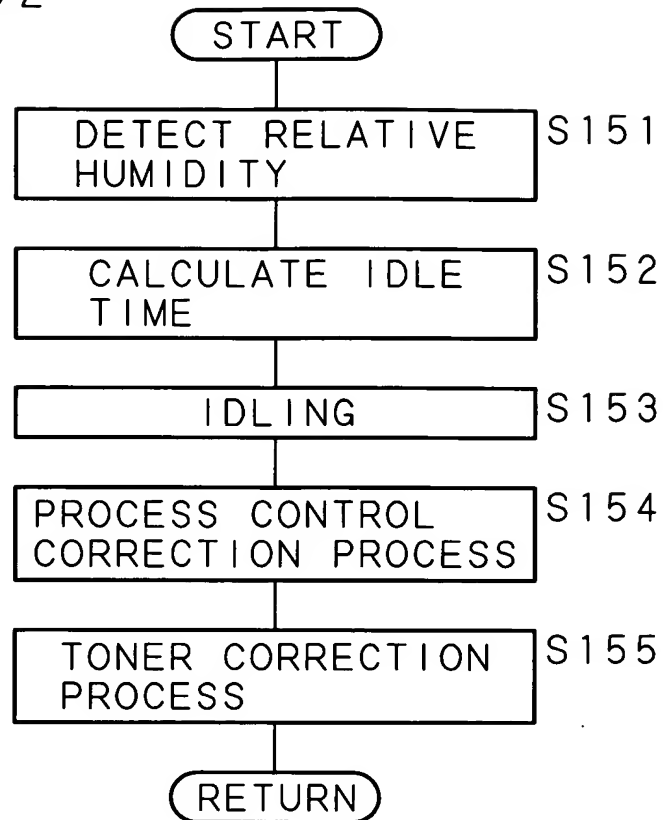 START
DETECT RELATIVE S151
HUMIDITY
CALCULATE IDLE S152
TIME
IDLING S153
PROCESS CONTROL S154
CORRECTION PROCESS
TONER CORRECTION S155
PROCESS
RETURN